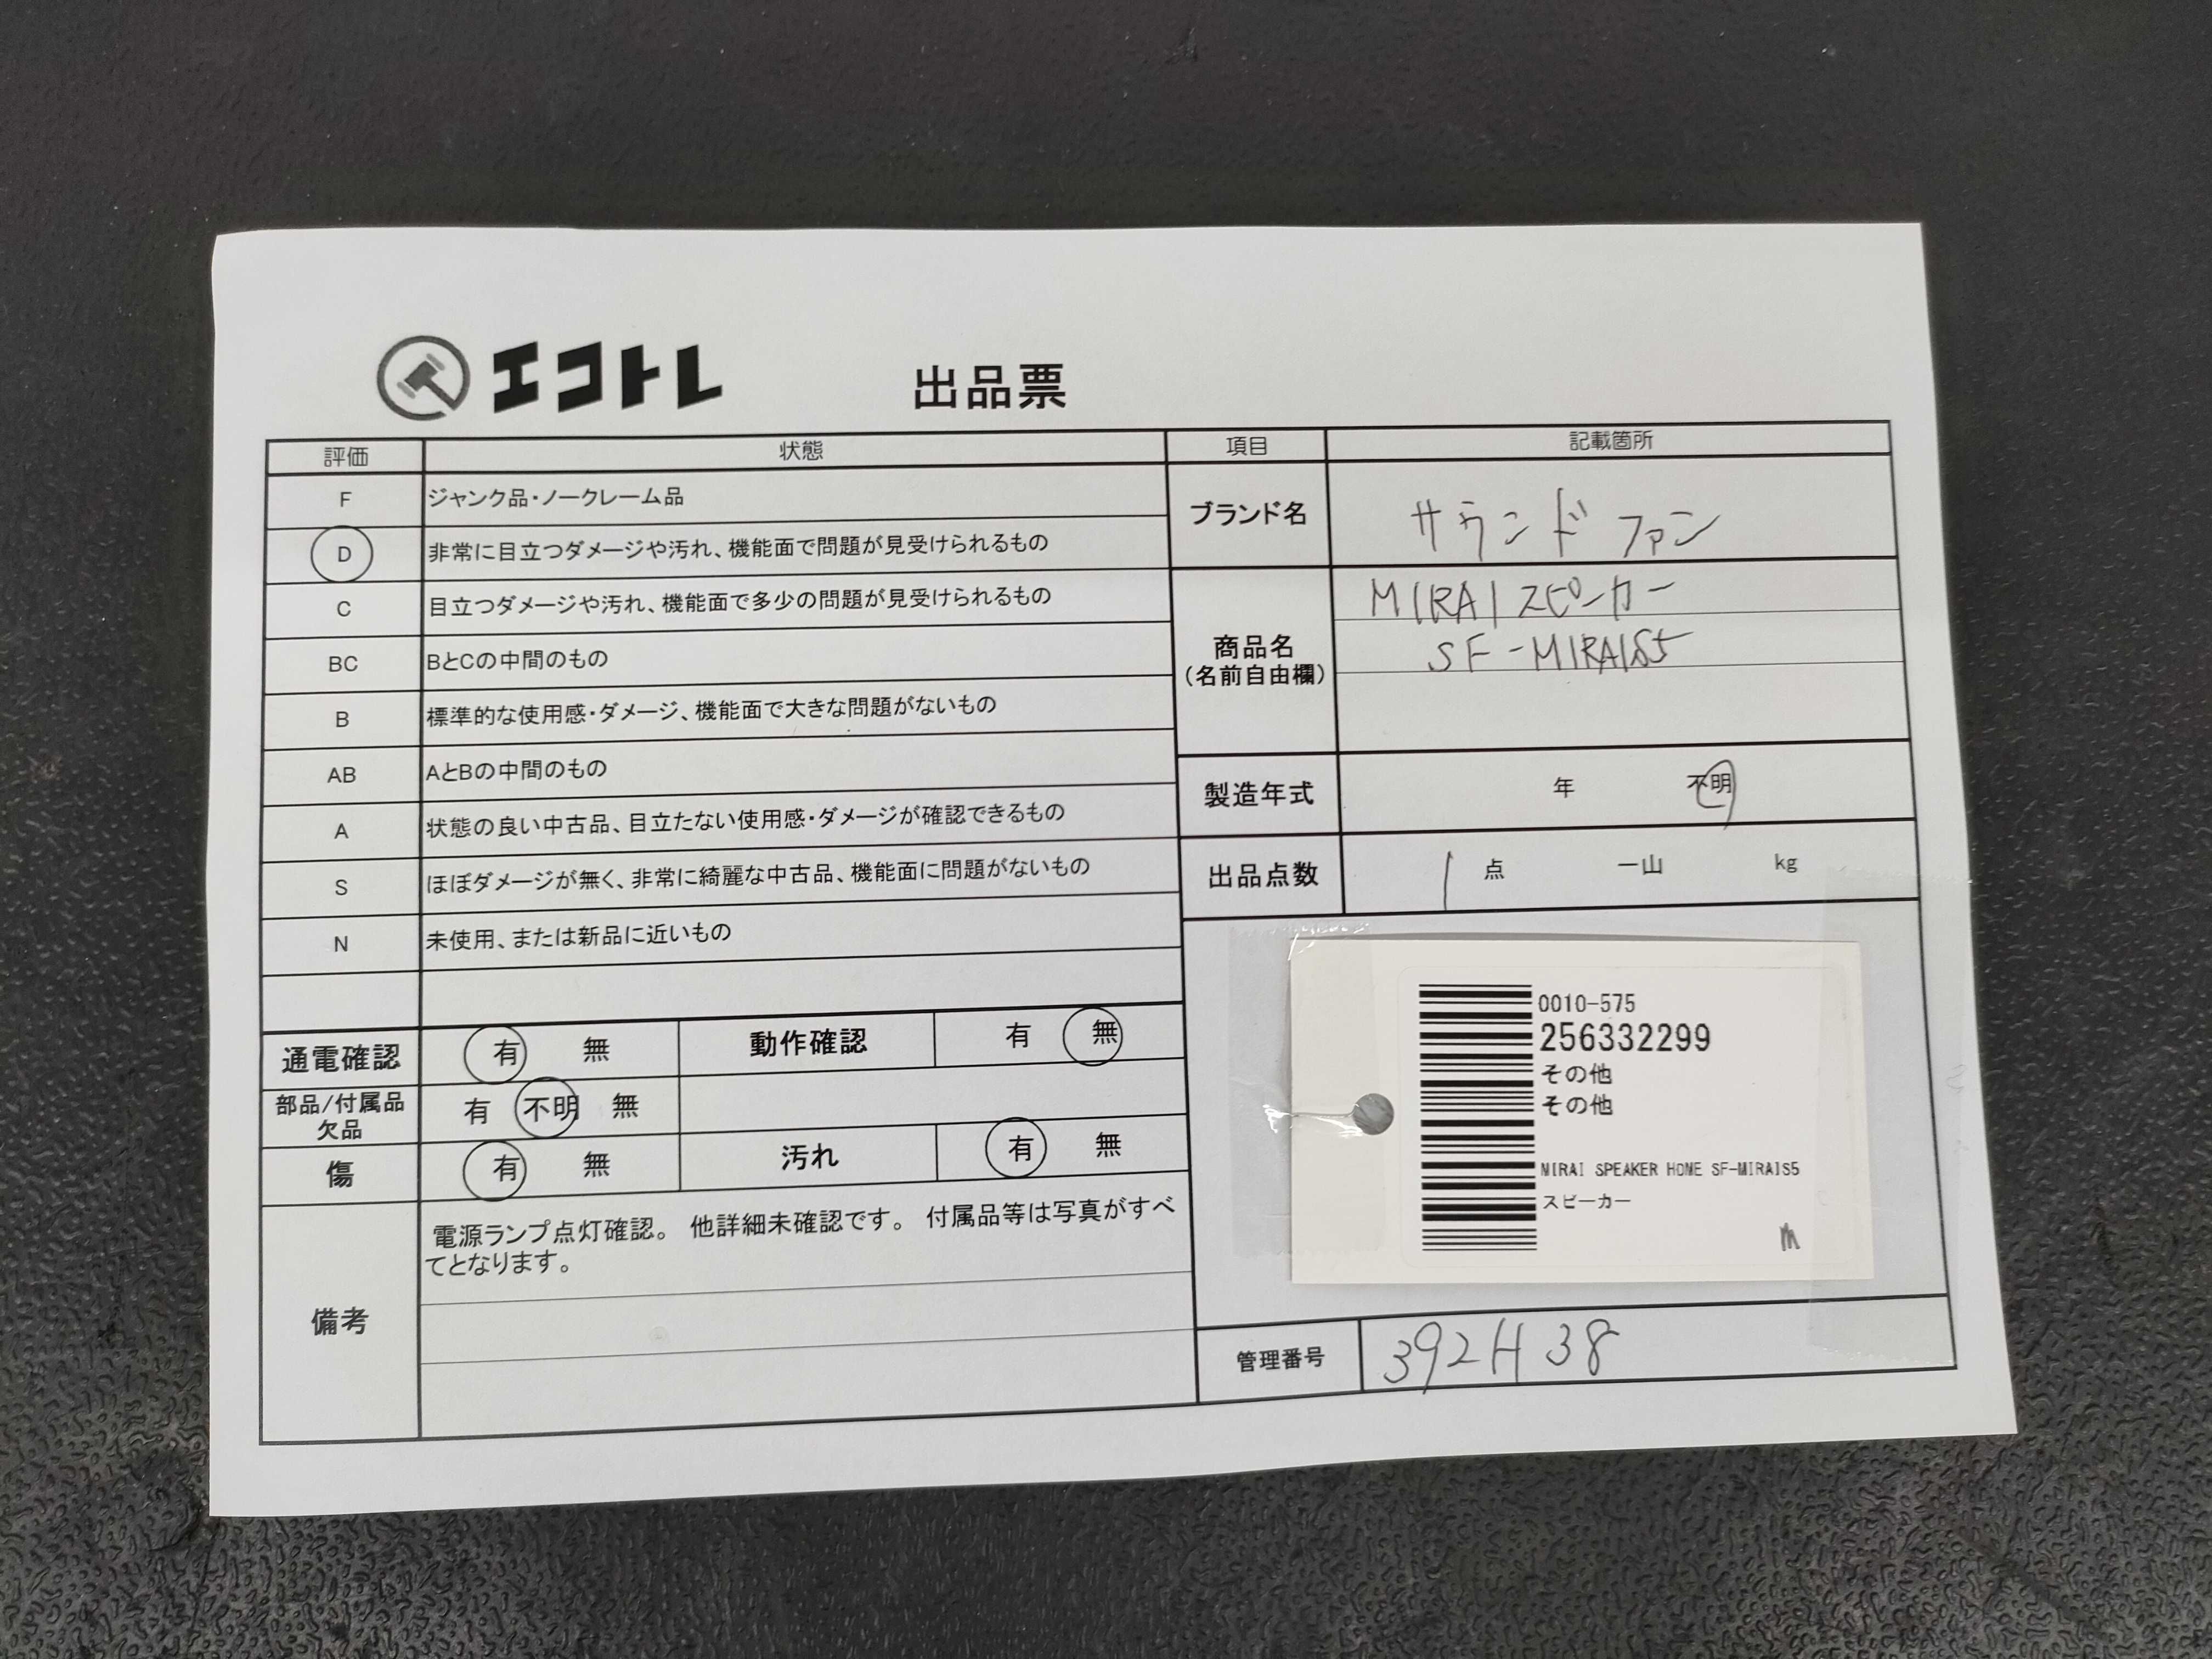 エコトレ
出品票
評価 状態
F ジャンク品・ノークレーム品
D 非常に目立つダメージや汚れ、機能面で問題が見受けられるもの
C 目立つダメージや汚れ、機能面で多少の問題が見受けられるもの
BC BとCの中間のもの
B 標準的な使用感・ダメージ、機能面で大きな問題がないもの
AB AとBの中間のもの
A 状態の良い中古品、目立たない使用感・ダメージが確認できるもの
S ほぼダメージが無く、非常に綺麗な中古品、機能面に問題がないもの
N 未使用、または新品に近いもの
通電確認 有 無 動作確認 有 無
部品/付属品
欠品 有 不明 無
傷 有 無 汚れ 有 無
備考
電源ランプ点灯確認。 他詳細未確認です。 付属品等は写真がすべ
てとなります。
項目 記載箇所
ブランド名 サウンドファン
商品名
(名前自由欄)
MIRAIスピーカー
SF-MIRAIS5
製造年式 年 不明
出品点数 1 点 一山 kg
0010-575
256332299
その他
その他
MIRAI SPEAKER HOME SF-MIRAIS5
スピーカー
m
管理番号 392H38